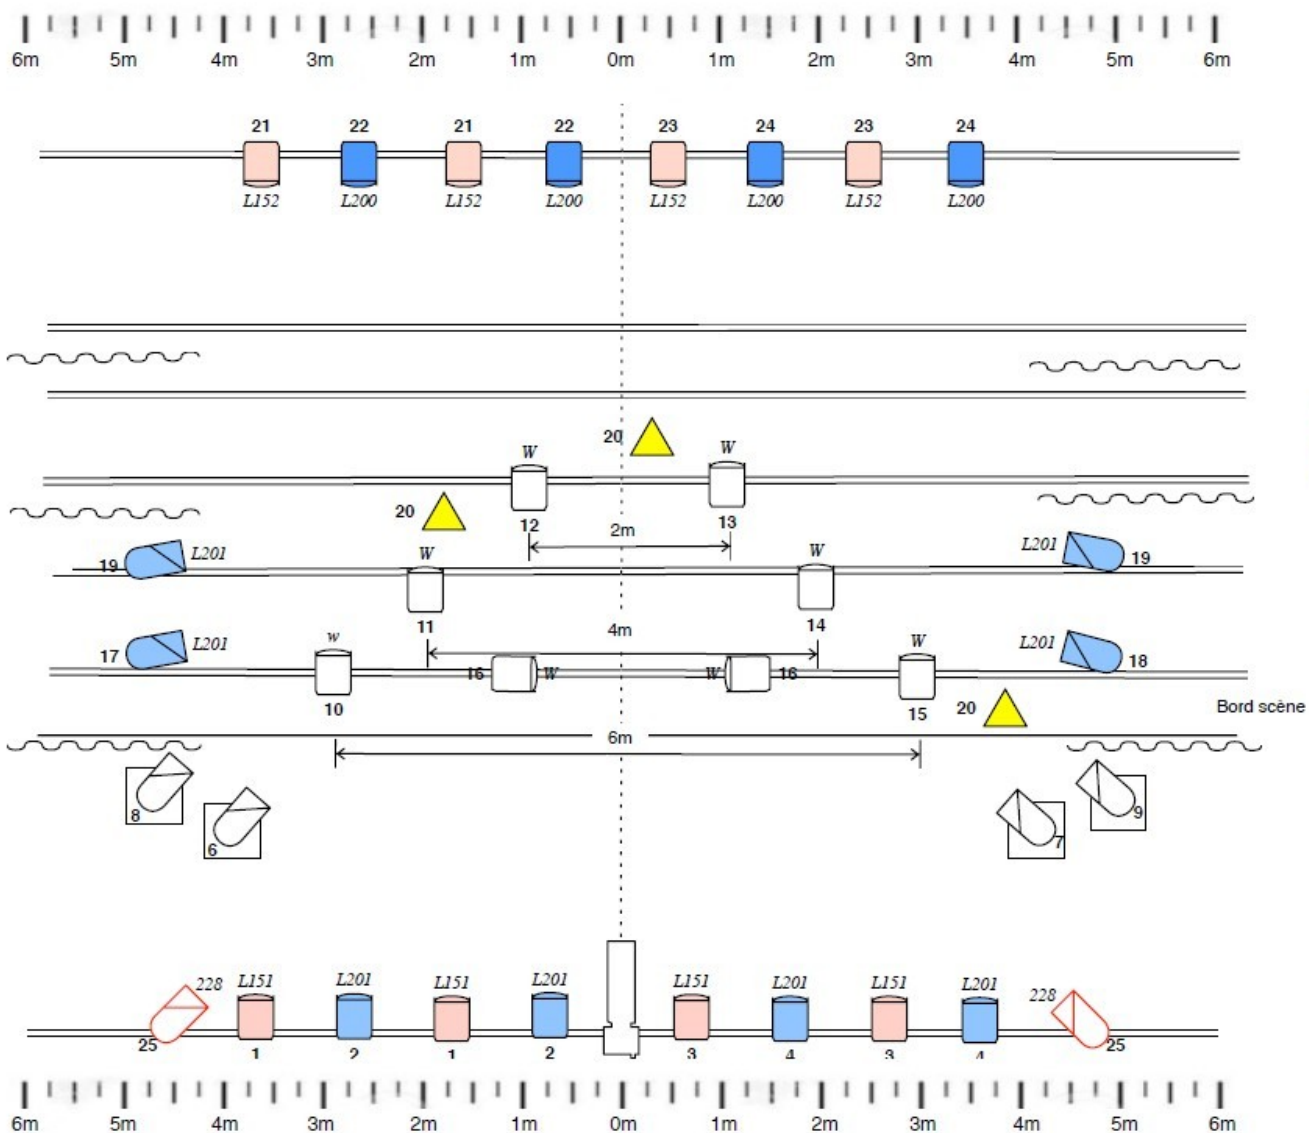 6m 5m 4m 3m 2m 1m 0m 1m 2m 3m 4m 5m 6m
21 22 21 22 23 24 23 24
L152 L200 L152 L200 L152 L200 L152 L200
20
W W
20
12 13
2m
19 L201 W W L201 19
11 14
4m
17 L201 w W L201 18
16 W W 16
10 15 20
Bord scène
6m
8 9
6 7
228 L151 L201 L151 L201 L151 L201 L151 L201 228
25 1 2 1 2 3 4 3 4 25
6m 5m 4m 3m 2m 1m 0m 1m 2m 3m 4m 5m 6m